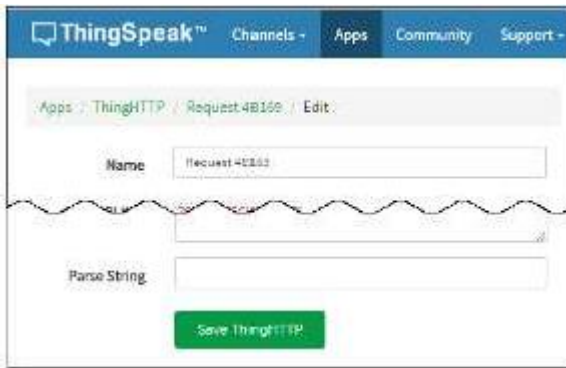 ThingSpeak™ Channels Apps Community Support
Apps / ThingHTTP / Request 48169 / Edit
Name
Parse String
Save ThingHTTP